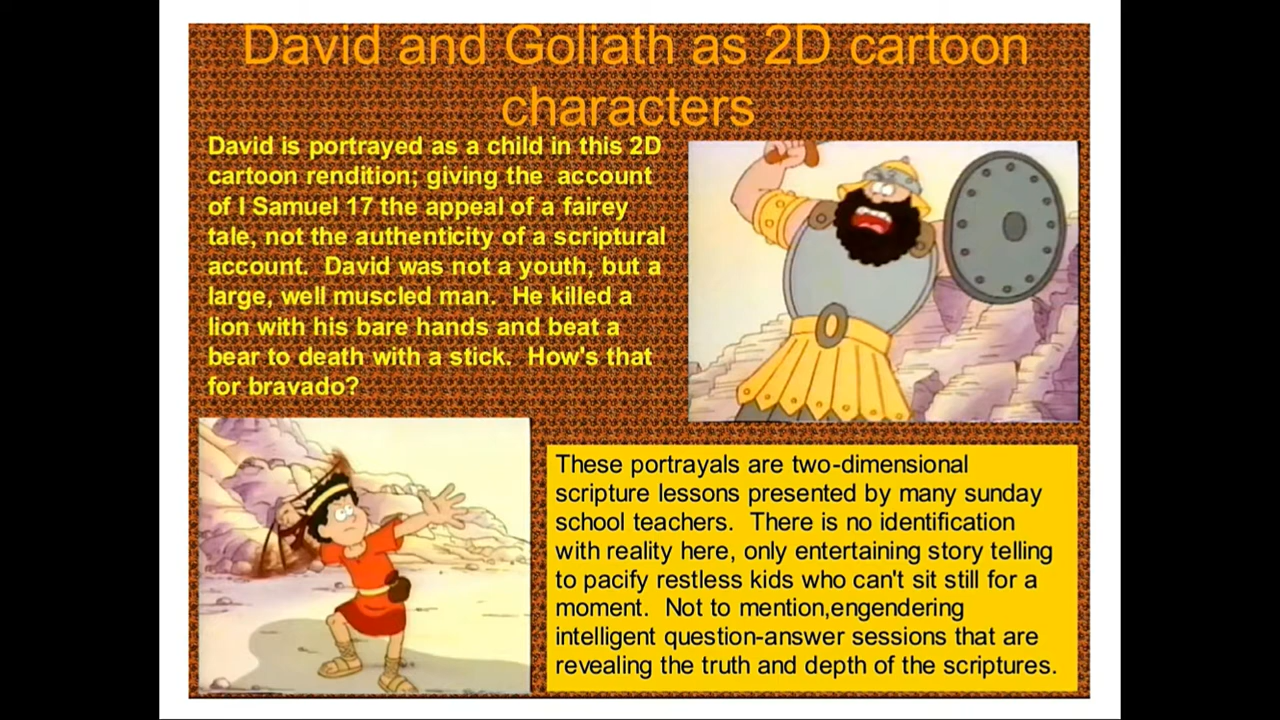 David and Goliath as 2D cartoon
characters
David is portrayed as a child in this 2D
cartoon rendition; giving the account
of I Samuel 17 the appeal of a fairey
tale, not the authenticity of a scriptural
account. David was not a youth, but a
large, well muscled man. He killed a
lion with his bare hands and beat a
bear to death with a stick. How's that
for bravado?
These portrayals are two-dimensional
scripture lessons presented by many sunday
school teachers. There is no identification
with reality here, only entertaining story telling
to pacify restless kids who can't sit still for a
moment. Not to mention,engendering
intelligent question-answer sessions that are
revealing the truth and depth of the scriptures.